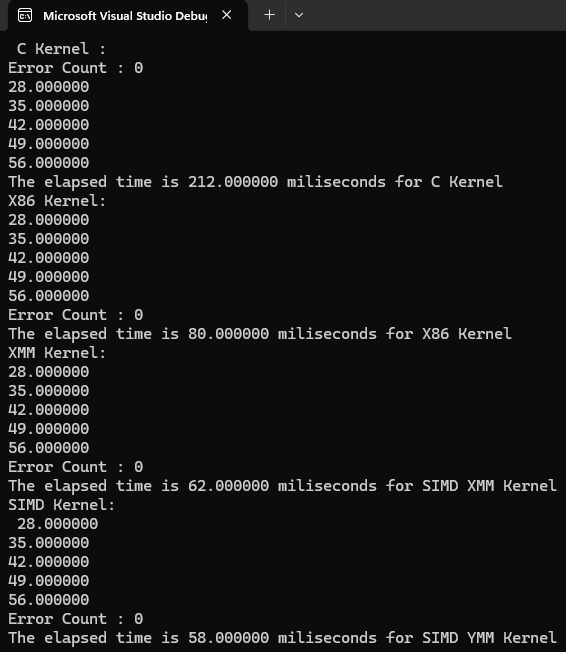 Microsoft Visual Studio Debu
C Kernel :
Error Count : 0
28.000000
35.000000
42.000000
49.000000
56.000000
The elapsed time is 212.000000 miliseconds for C Kernel
X86 Kernel:
28.000000
35.000000
42.000000
49.000000
56.000000
Error Count : 0
The elapsed time is 80.000000 miliseconds for X86 Kernel
XMM Kernel:
28.000000
35.000000
42.000000
49.000000
56.000000
Error Count : 0
The elapsed time is 62.000000 miliseconds for SIMD XMM Kernel
SIMD Kernel:
28.000000
35.000000
42.000000
49.000000
56.000000
Error Count : 0
The elapsed time is 58.000000 miliseconds for SIMD YMM Kernel